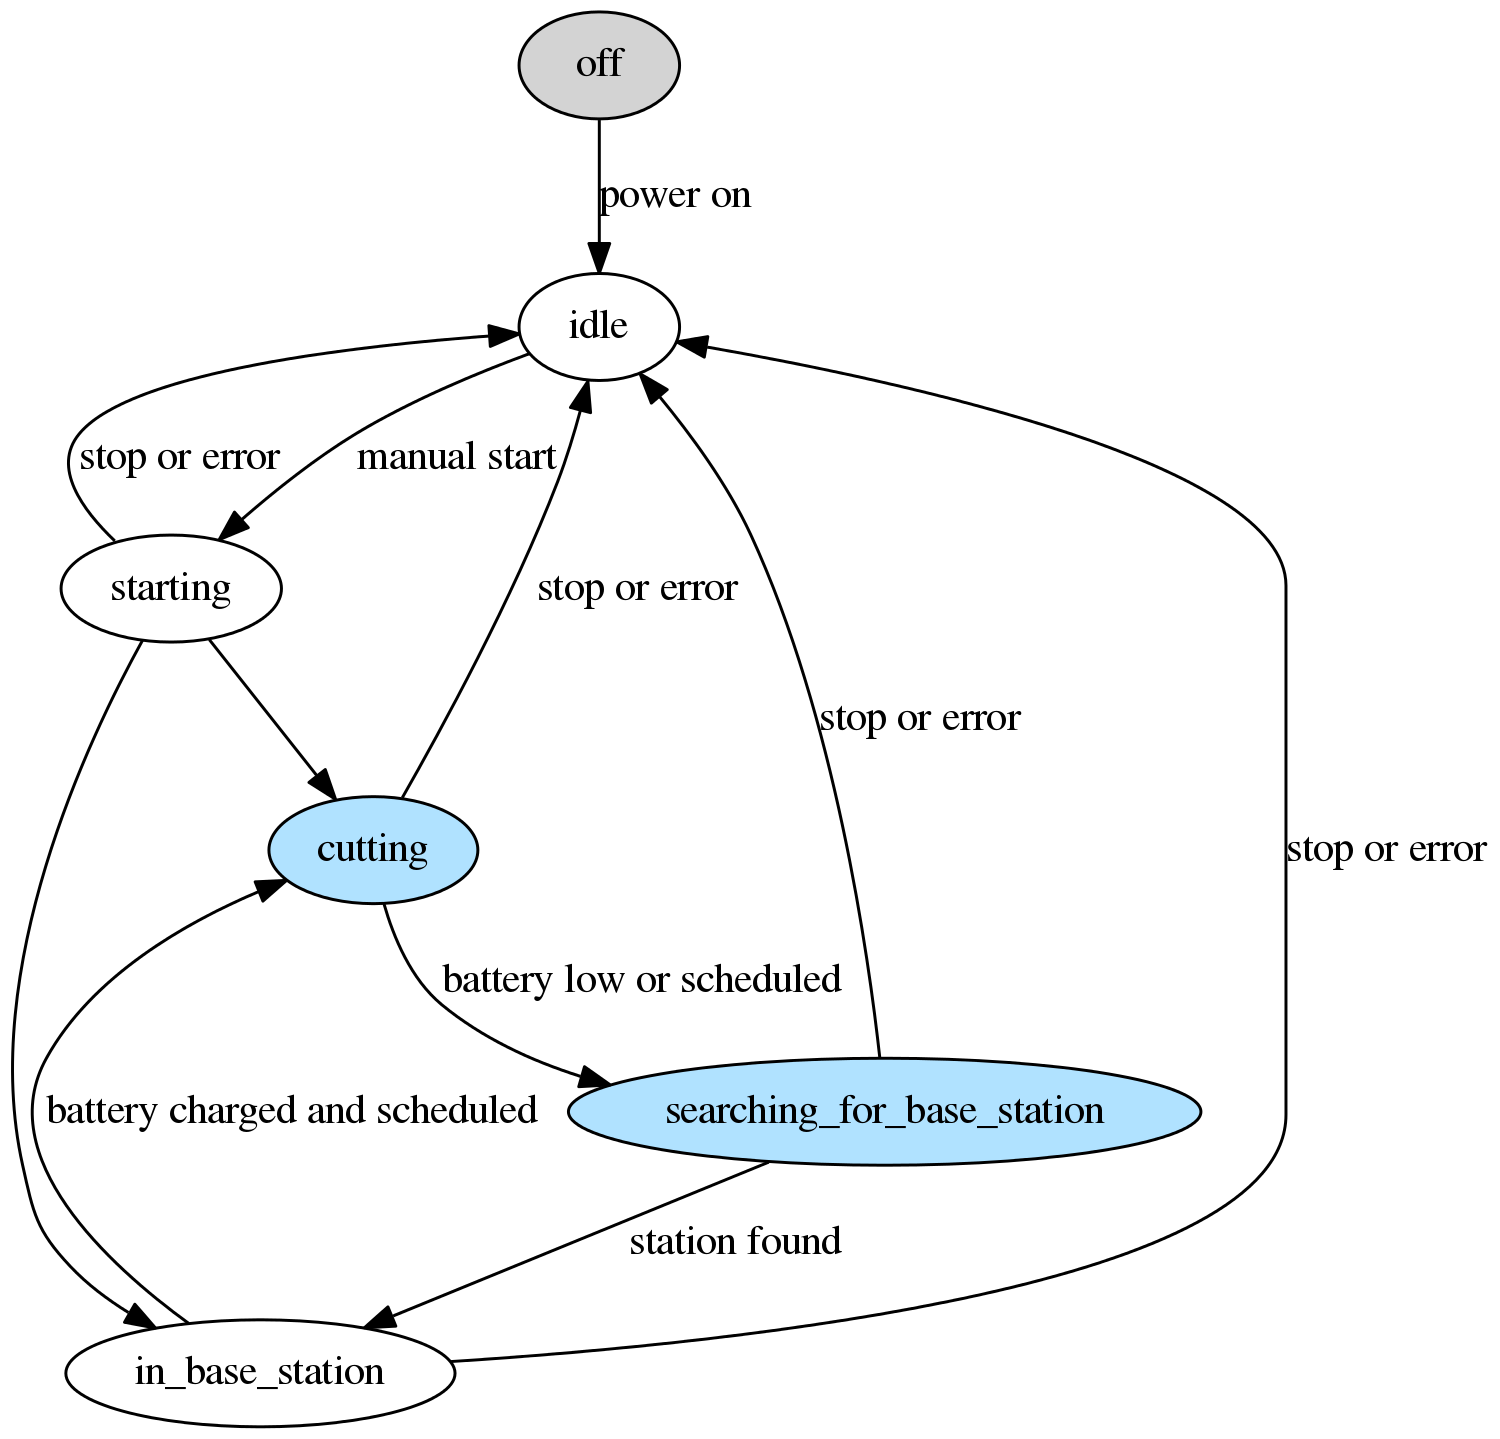 off
power on
idle
stop or error
manual start
starting
stop or error
stop or error
cutting
stop or error
battery low or scheduled
battery charged and scheduled
searching_for_base_station
station found
in_base_station